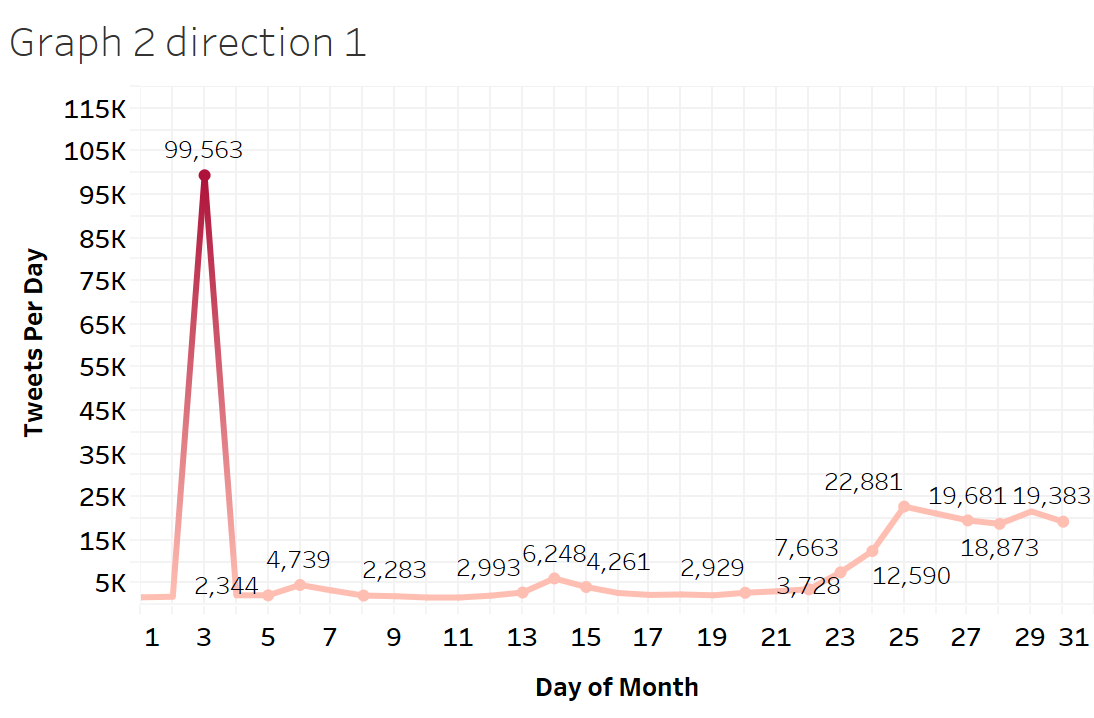 Graph 2 direction 1
115K
105K
95K
85K
75K
65K
55K
45K
35K
25K
15K
5K
Tweets Per Day
99,563
2,344
4,739
2,283
2,993
6,248
4,261
2,929
3,728
7,663
12,590
22,881
19,681
18,873
19,383
1 3 5 7 9 11 13 15 17 19 21 23 25 27 29 31
Day of Month